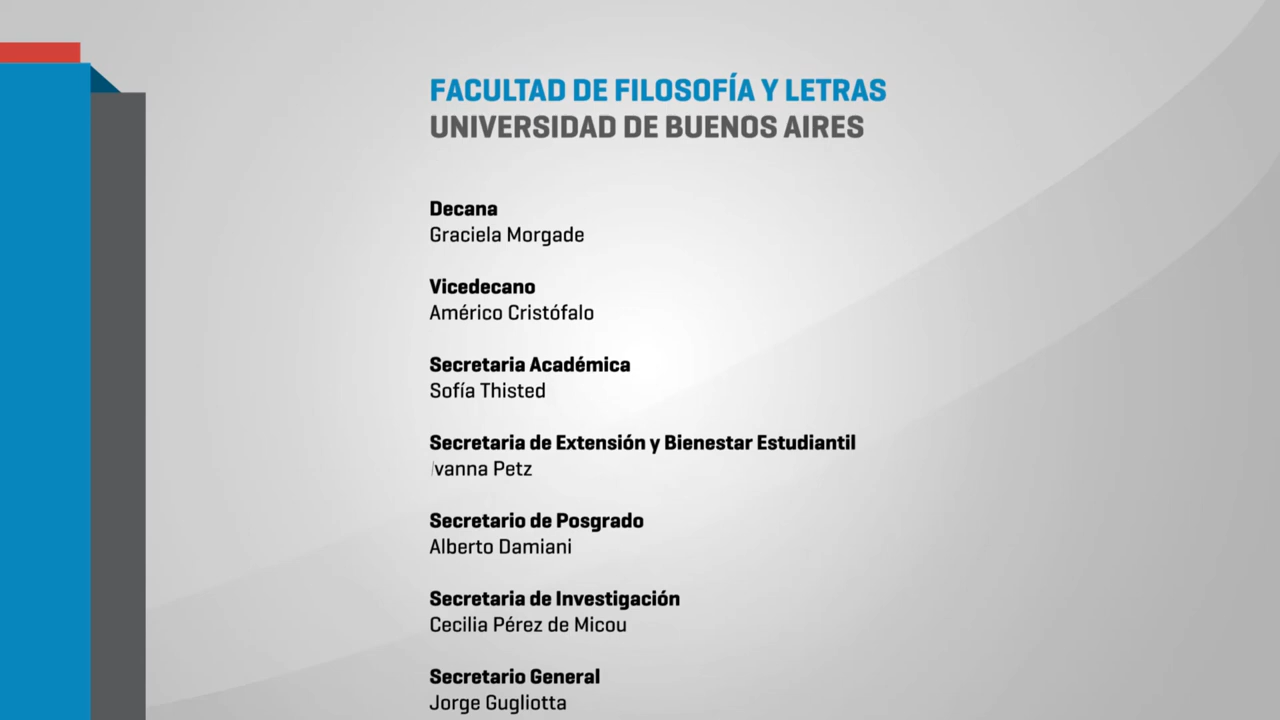 FACULTAD DE FILOSOFÍA Y LETRAS
UNIVERSIDAD DE BUENOS AIRES
Decana
Graciela Morgade
Vicedecano
Américo Cristófalo
Secretaria Académica
Sofía Thisted
Secretaria de Extensión y Bienestar Estudiantil
Ivanna Petz
Secretario de Posgrado
Alberto Damiani
Secretaria de Investigación
Cecilia Pérez de Micou
Secretario General
Jorge Gugliotta